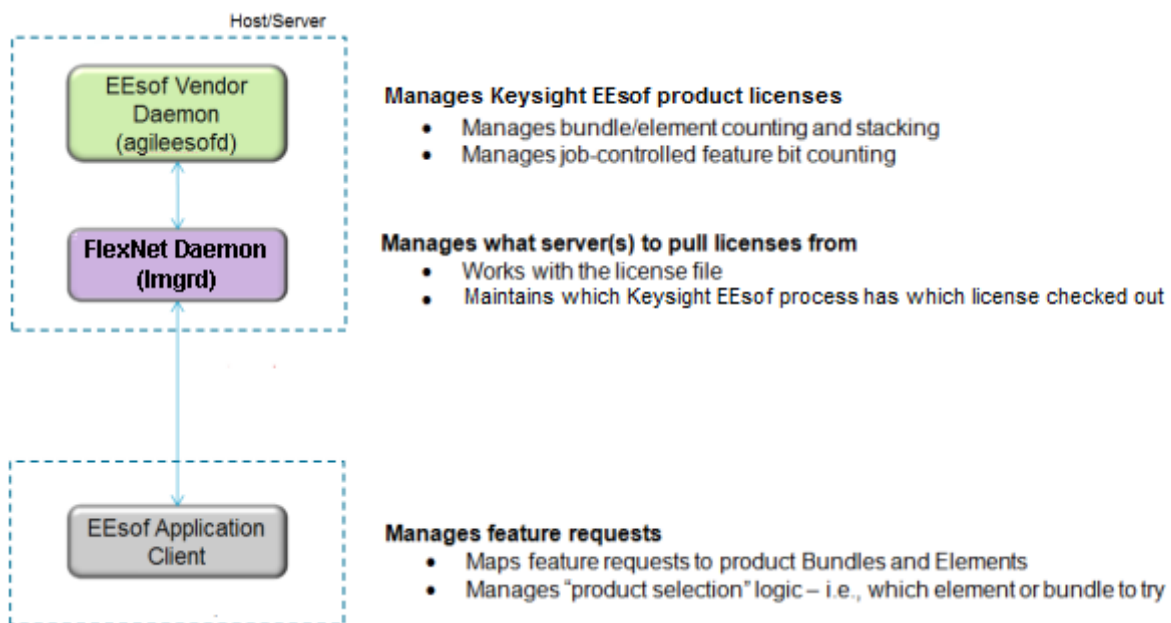 Host/Server
EEsof Vendor
Daemon
(agileesofd)
Manages Keysight EEsof product licenses
• Manages bundle/element counting and stacking
• Manages job-controlled feature bit counting
FlexNet Daemon
(lmgrd)
Manages what server(s) to pull licenses from
• Works with the license file
• Maintains which Keysight EEsof process has which license checked out
EEsof Application
Client
Manages feature requests
• Maps feature requests to product Bundles and Elements
• Manages “product selection” logic – i.e., which element or bundle to try